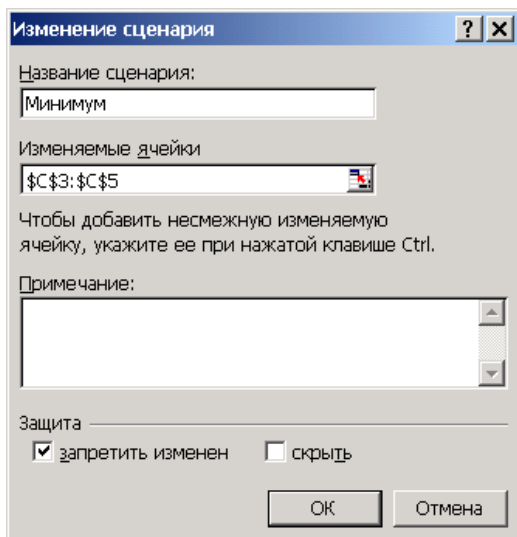 Изменение сценария
Название сценария:
Минимум
Изменяемые ячейки
$C$3:$C$5
Чтобы добавить несмежную изменяемую
ячейку, укажите ее при нажатой клавише Ctrl.
Примечание:
Защита
запретить изменен скрыть
ОК Отмена